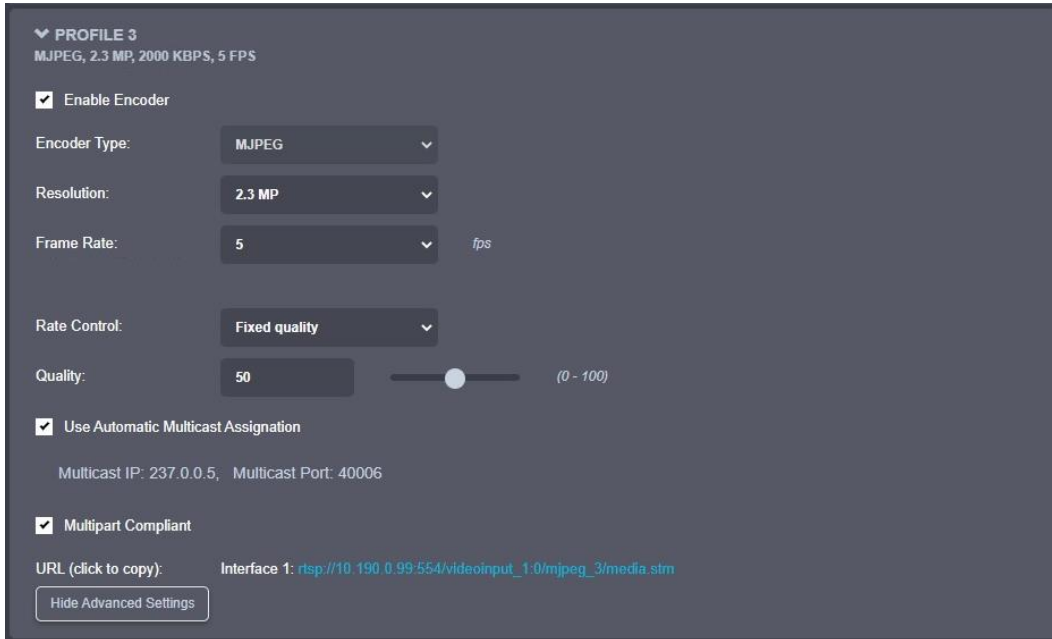 PROFILE 3
MJPEG, 2.3 MP, 2000 KBPS, 5 FPS
Enable Encoder
Encoder Type: MJPEG
Resolution: 2.3 MP
Frame Rate: 5 fps
Rate Control: Fixed quality
Quality: 50 (0 - 100)
Use Automatic Multicast Assignation
Multicast IP: 237.0.0.5, Multicast Port: 40006
Multipart Compliant
URL (click to copy): Interface 1: rtsp://10.190.0.99:554/videoinput_1:0/mjpeg_3/media.stm
Hide Advanced Settings